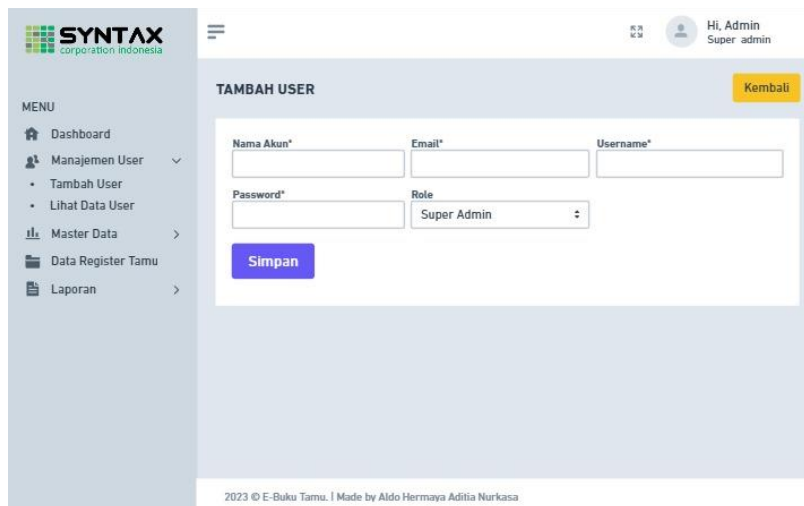 SYNTAX
corporation indonesia
Hi, Admin
Super admin
MENU
Dashboard
Manajemen User
• Tambah User
• Lihat Data User
Master Data
Data Register Tamu
Laporan
TAMBAH USER
Kembali
Nama Akun* Email* Username*
Password* Role
Super Admin
Simpan
2023 © E-Buku Tamu. | Made by Aldo Hermaya Aditia Nurkasa